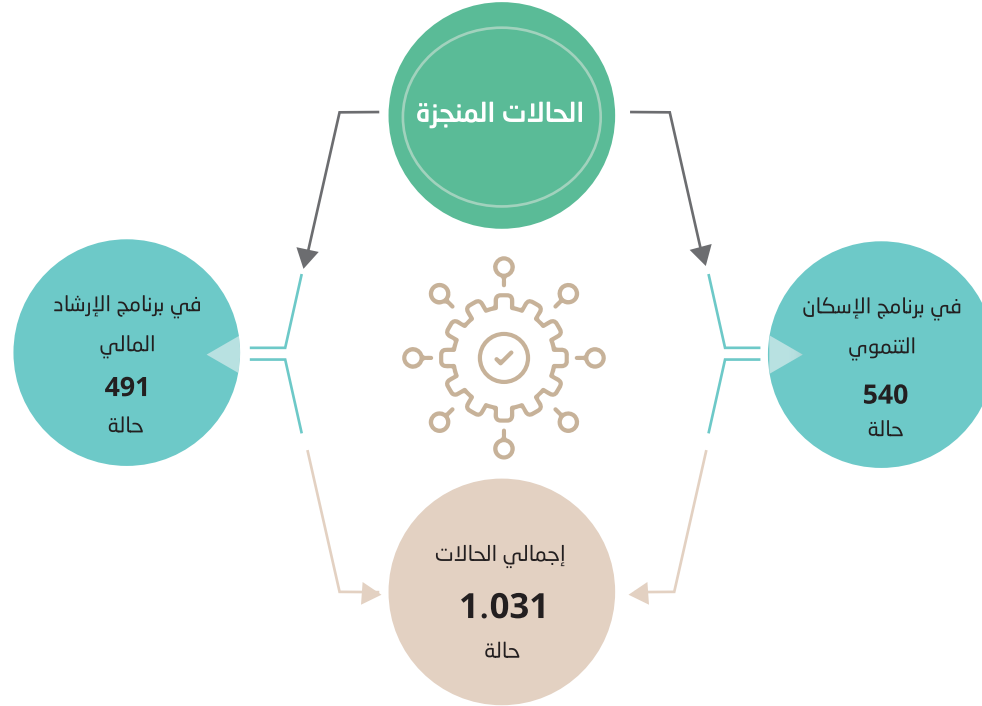 الحالات المنجزة
في برنامج الإسكان
التنموي
540
حالة
في برنامج الإرشاد
المالي
491
حالة
إجمالي الحالات
1.031
حالة